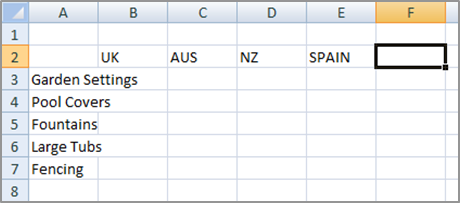 A B C D E F
1
2 UK AUS NZ SPAIN
3 Garden Settings
4 Pool Covers
5 Fountains
6 Large Tubs
7 Fencing
8